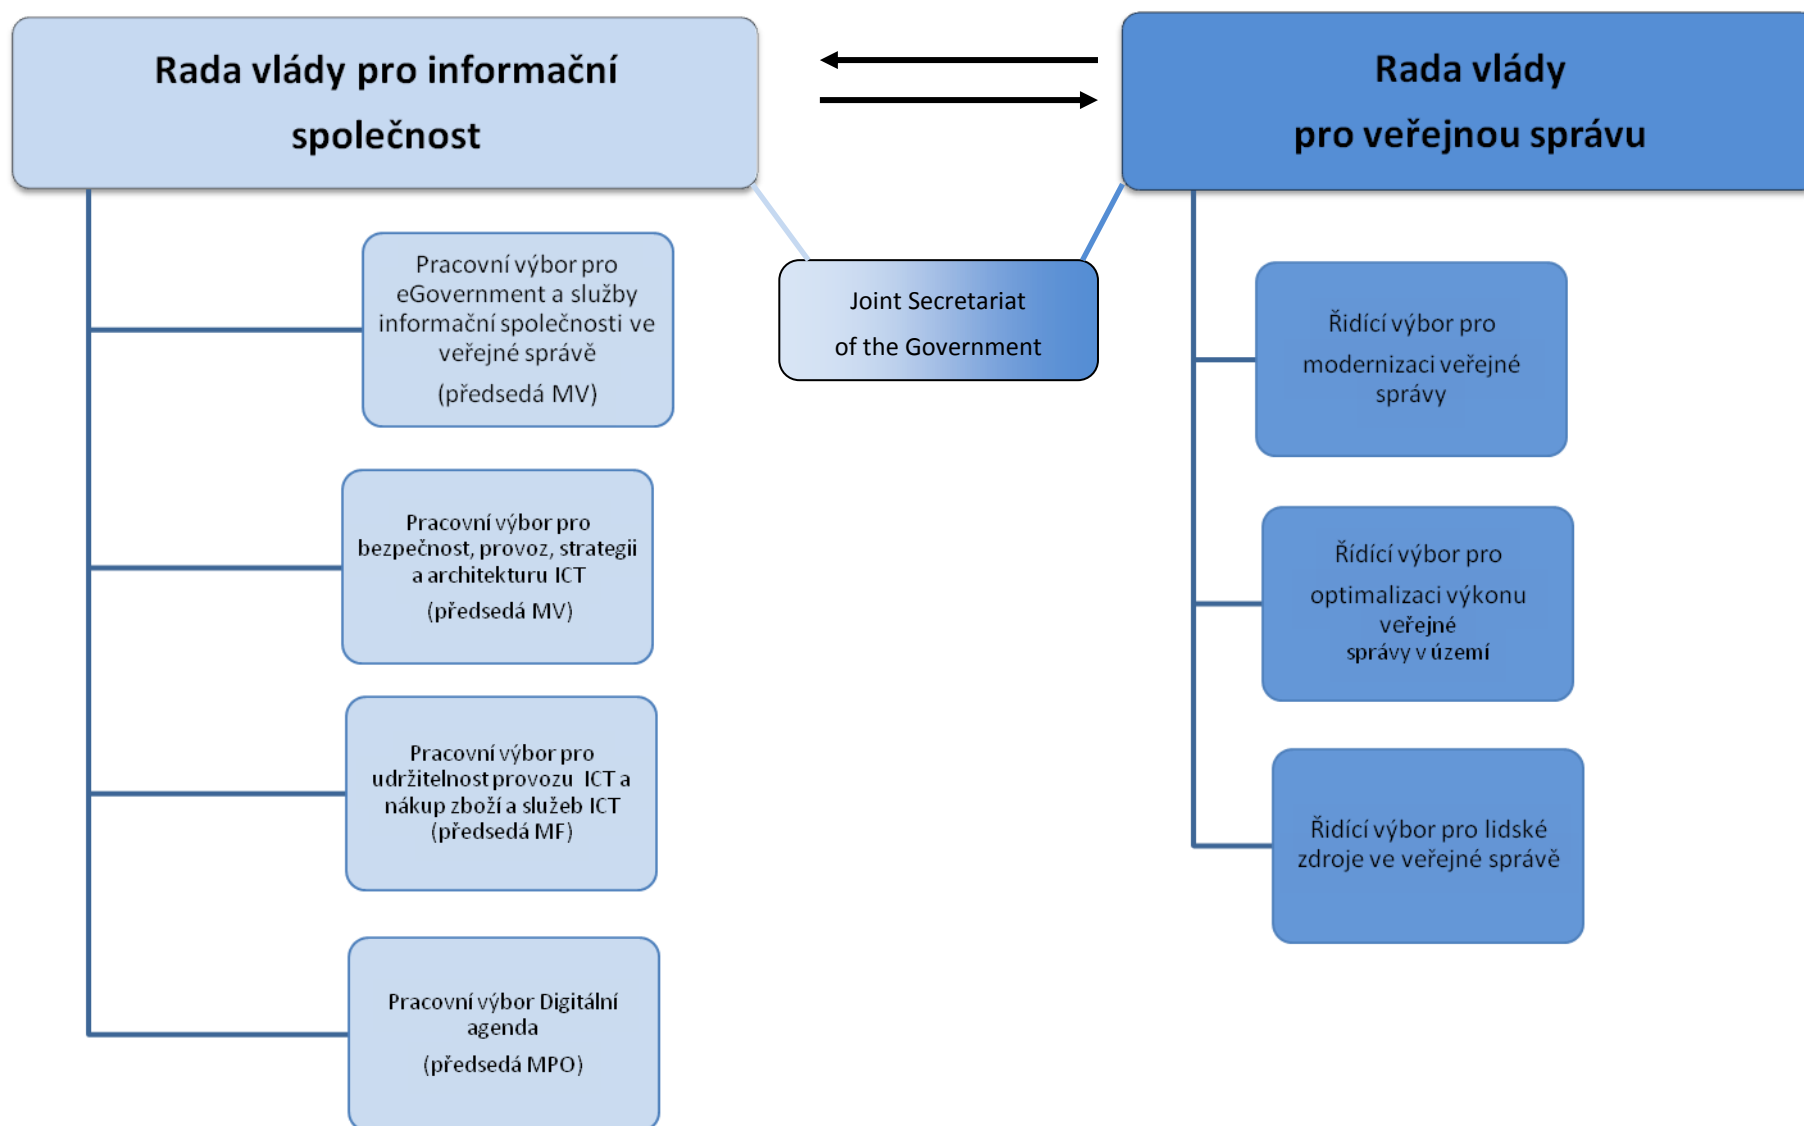 Rada vlády pro informační
společnost
Rada vlády
pro veřejnou správu
Joint Secretariat
of the Government
Pracovní výbor pro
eGovernment a služby
informační společnosti ve
veřejné správě
(předsedá MV)
Pracovní výbor pro
bezpečnost, provoz, strategii
a architekturu ICT
(předsedá MV)
Pracovní výbor pro
udržitelnost provozu ICT a
nákup zboží a služeb ICT
(předsedá MF)
Pracovní výbor Digitální
agenda
(předsedá MPO)
Řidící výbor pro
modernizaci veřejné
správy
Řídící výbor pro
optimalizaci výkonu
veřejné
správy v území
Řidící výbor pro lidské
zdroje ve veřejné správě